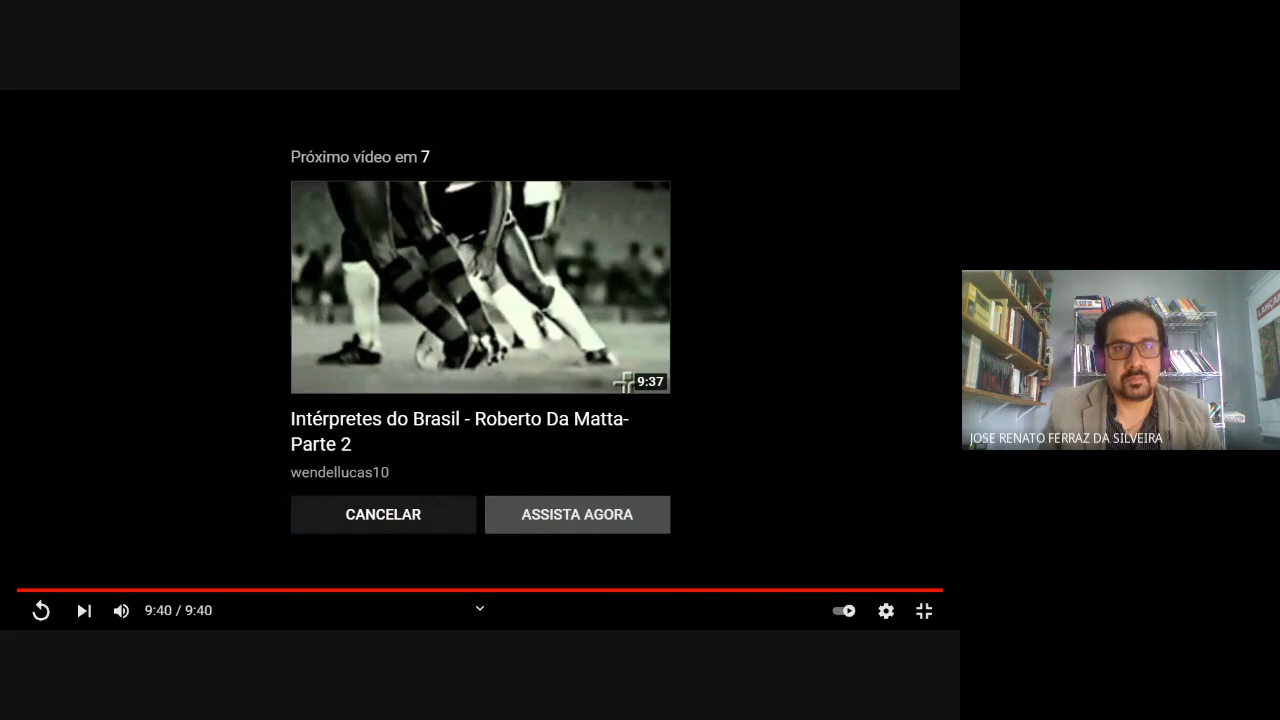 Próximo vídeo em 7
9:37
Intérpretes do Brasil - Roberto Da Matta-
Parte 2
wendellucas10
CANCELAR
ASSISTA AGORA
9:40 / 9:40
JOSE RENATO FERRAZ DA SILVEIRA